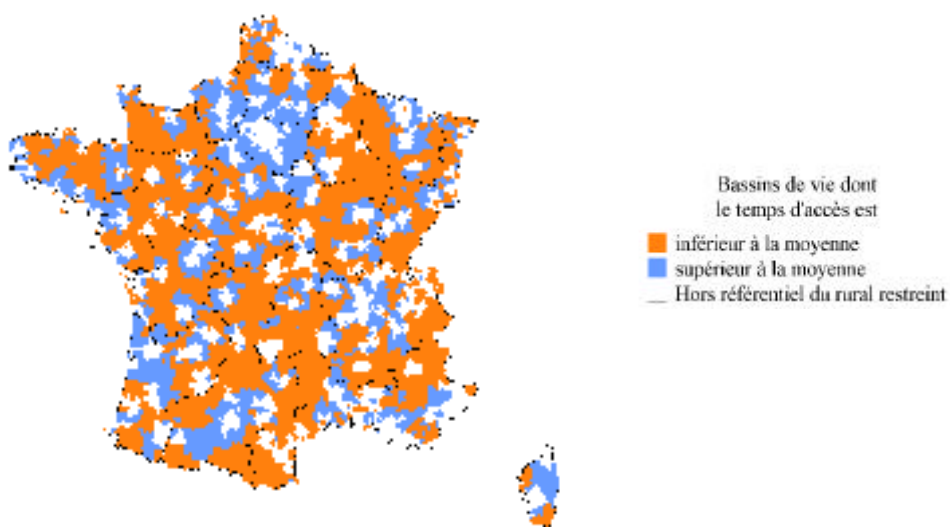 Bassins de vie dont
le temps d'accès est
inférieur à la moyenne
supérieur à la moyenne
Hors référentiel du rural restreint